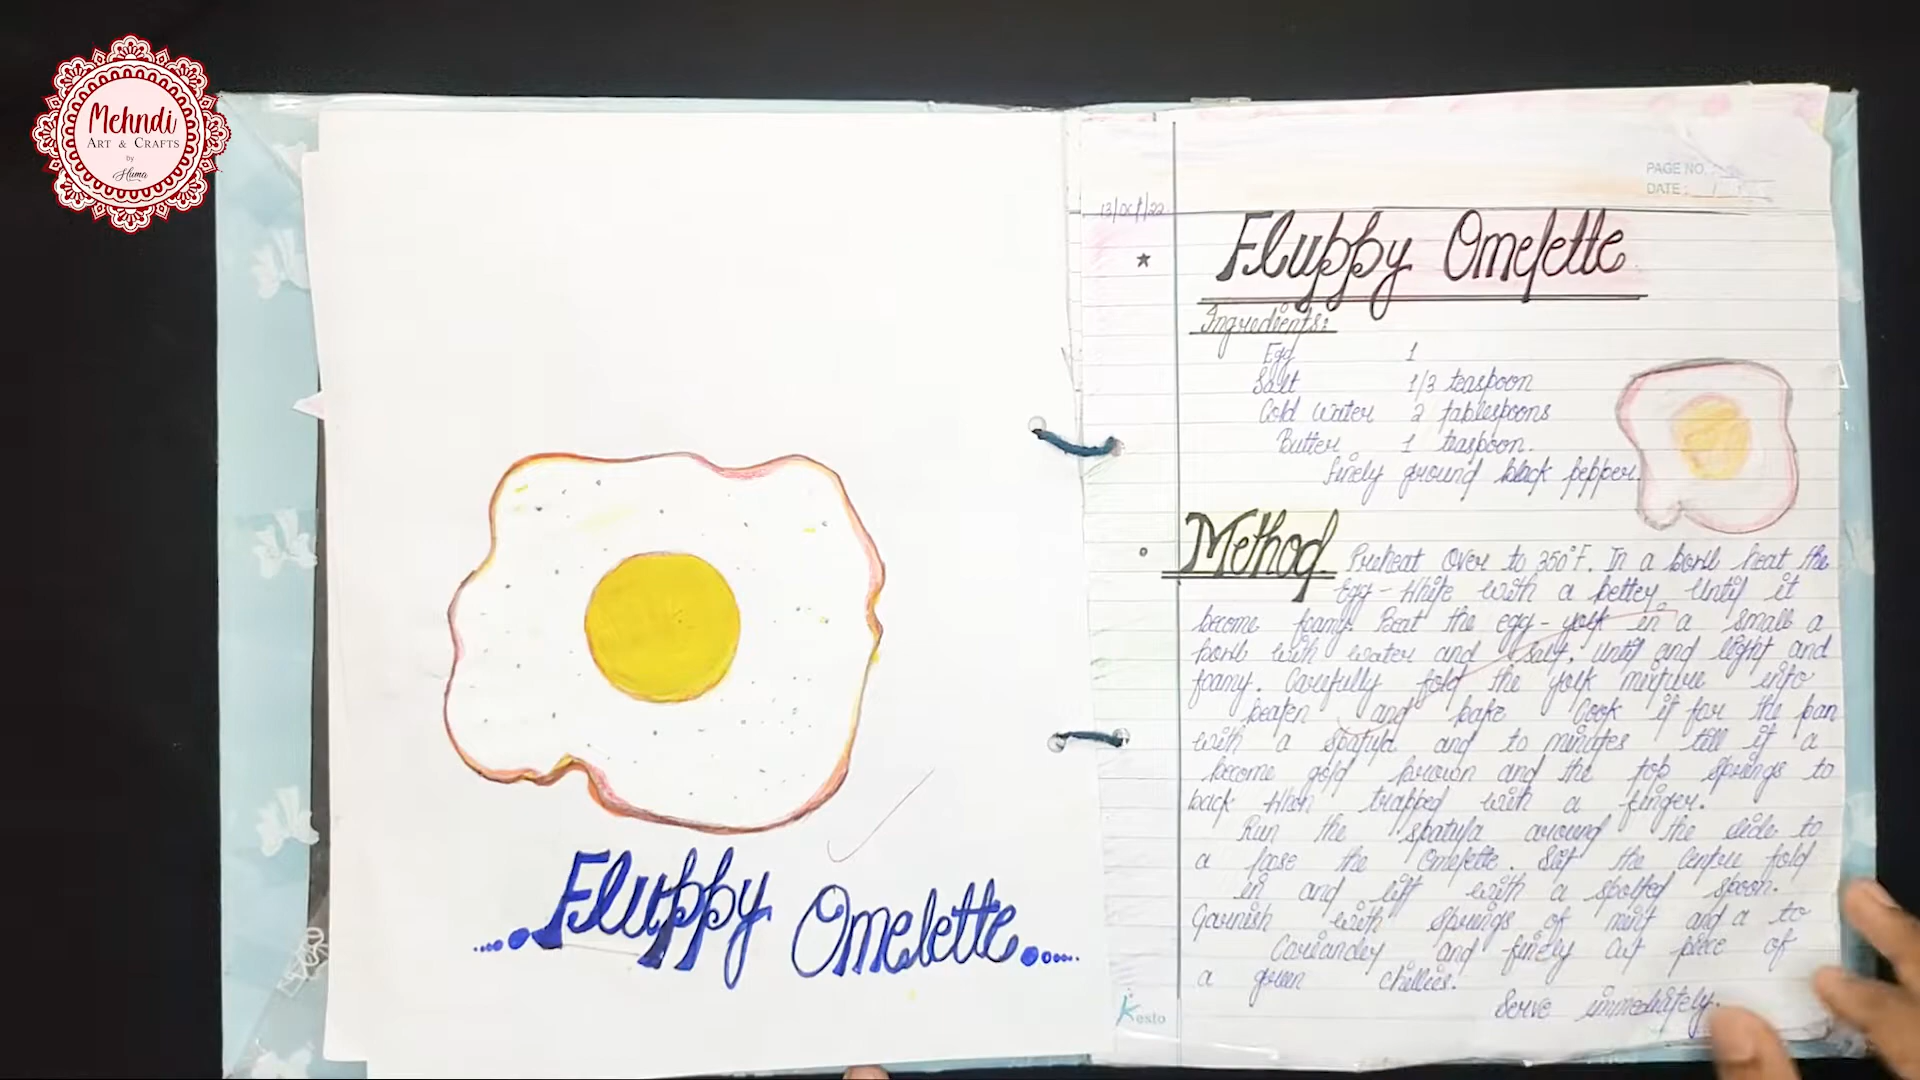 Mehndi
ART & CRAFTS
by
Huma
Fluppy Omelette
PAGE NO.
DATE:
13/Oct/22
Fluppy Omelette
Ingredients:
Egg 1
Salt 1/3 teaspoon
Cold water 2 tablespoons
Butter 1 teaspoon.
finely ground black pepper.
Method. Preheat Over to 350°F. In a bowl heat the
Egg-White with a better until it
become foamy. Beat the egg-yolk in a small a
bowl with water and salt, until and light and
foamy. Carefully fold the yolk mixture into
beaten and bake Cook it for the pan
with a spatula and to minutes till it a
become gold brown and the top springs to
back when trapped with a finger.
Run the spatula around the side to
a lose the Omelette. Slit the Centre fold
in and lift with a spolted spoon.
Garnish with springs of mint and a to
Coriander and finely cut piece of
a green chillies.
Serve immediately.
Kesto